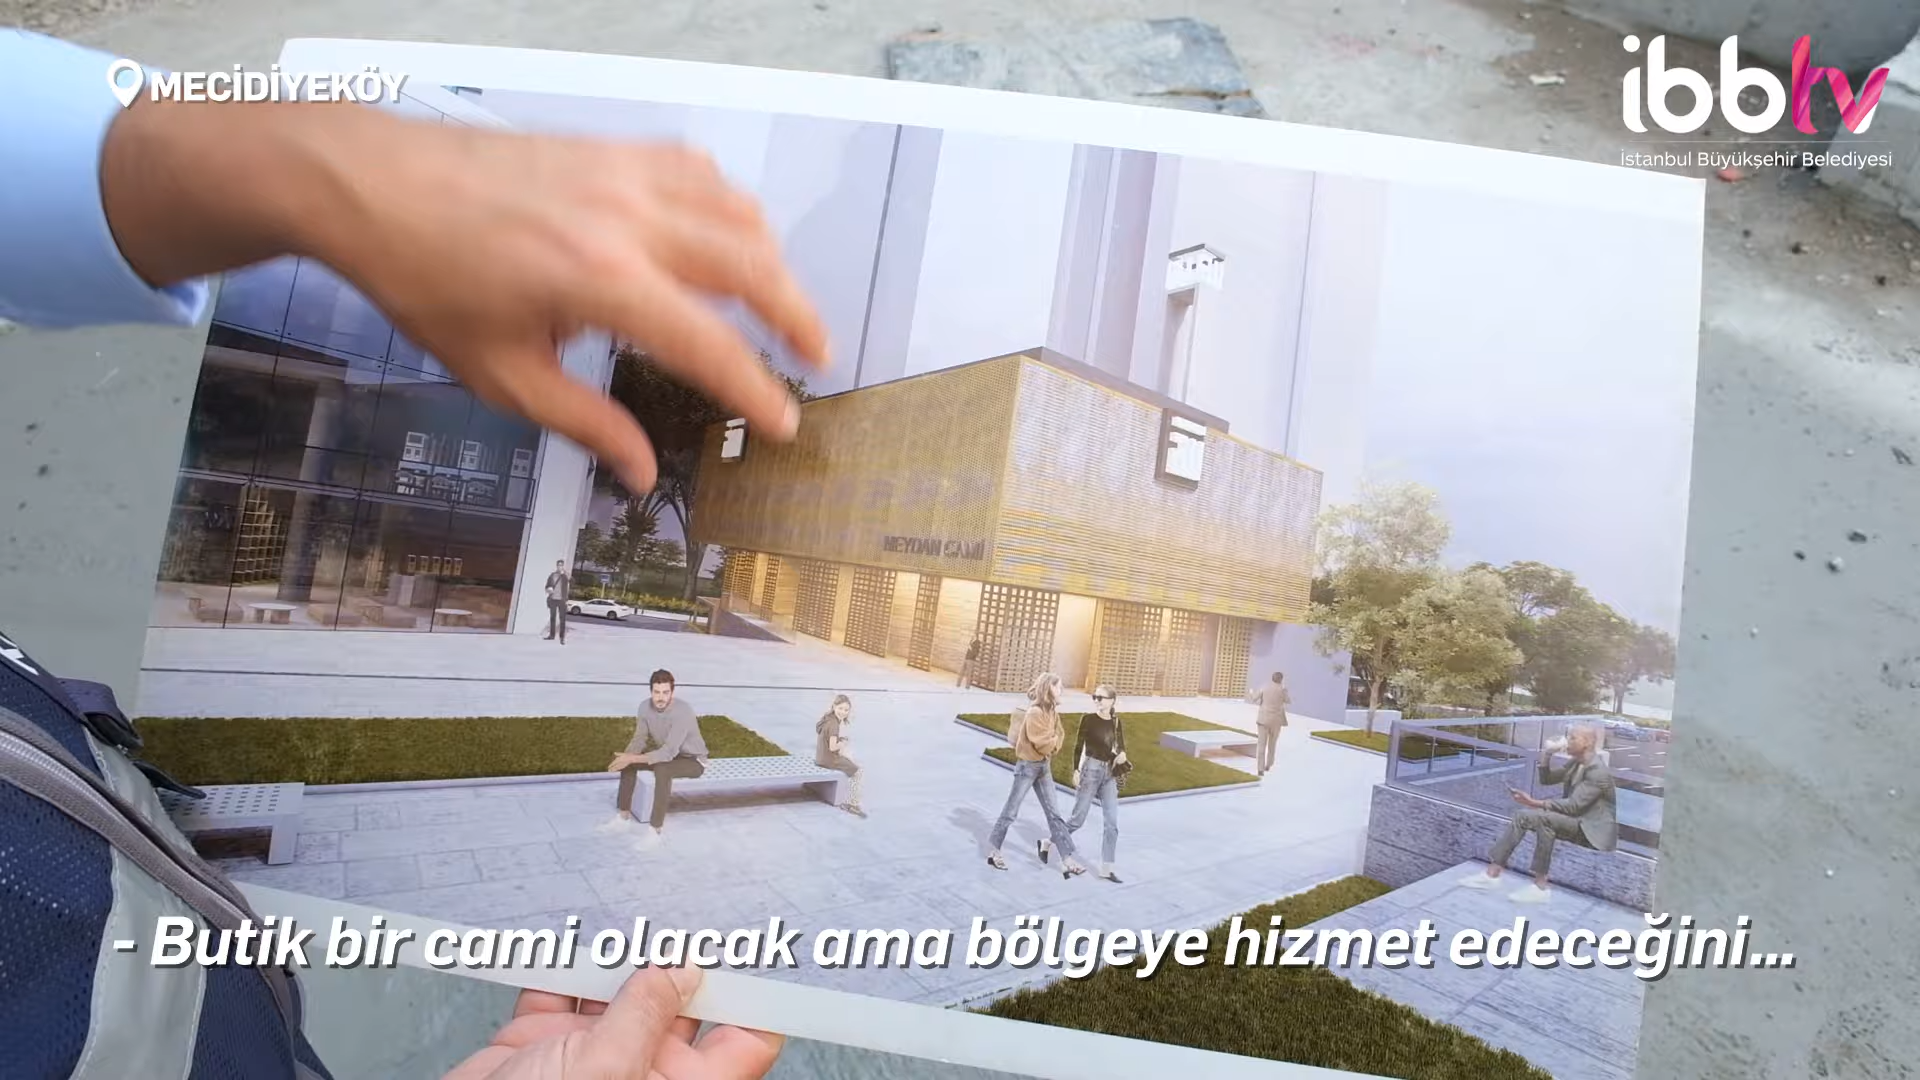 MECİDİYEKÖY
ibbtv
İstanbul Büyükşehir Belediyesi
MEYDAN CAMİ
- Butik bir cami olacak ama bölgeye hizmet edeceğini...